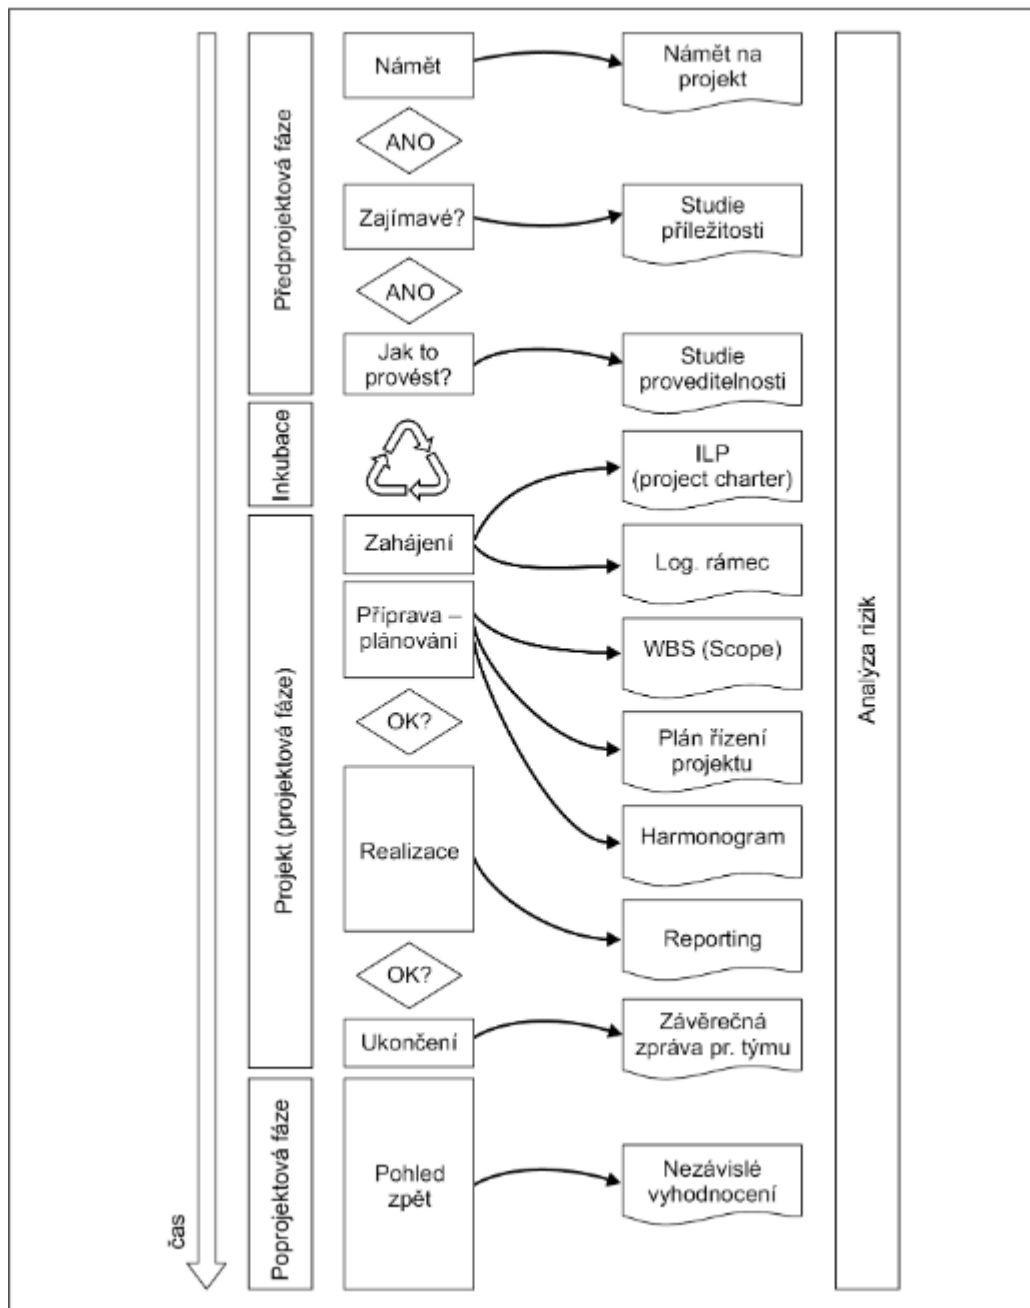 Předprojektová fáze
Námět
Námět na
projekt
ANO
Zajímavé?
Studie
příležitosti
ANO
Jak to
provést?
Studie
proveditelnosti
Inkubace
ILP
(project charter)
Projekt (projektová fáze)
Zahájení
Log. rámec
Příprava –
plánování
WBS (Scope)
OK?
Plán řízení
projektu
Realizace
Harmonogram
Reporting
OK?
Ukončení
Závěrečná
zpráva pr. týmu
Poprojektová fáze
Pohled
zpět
Nezávislé
vyhodnocení
čas
Analýza rizik